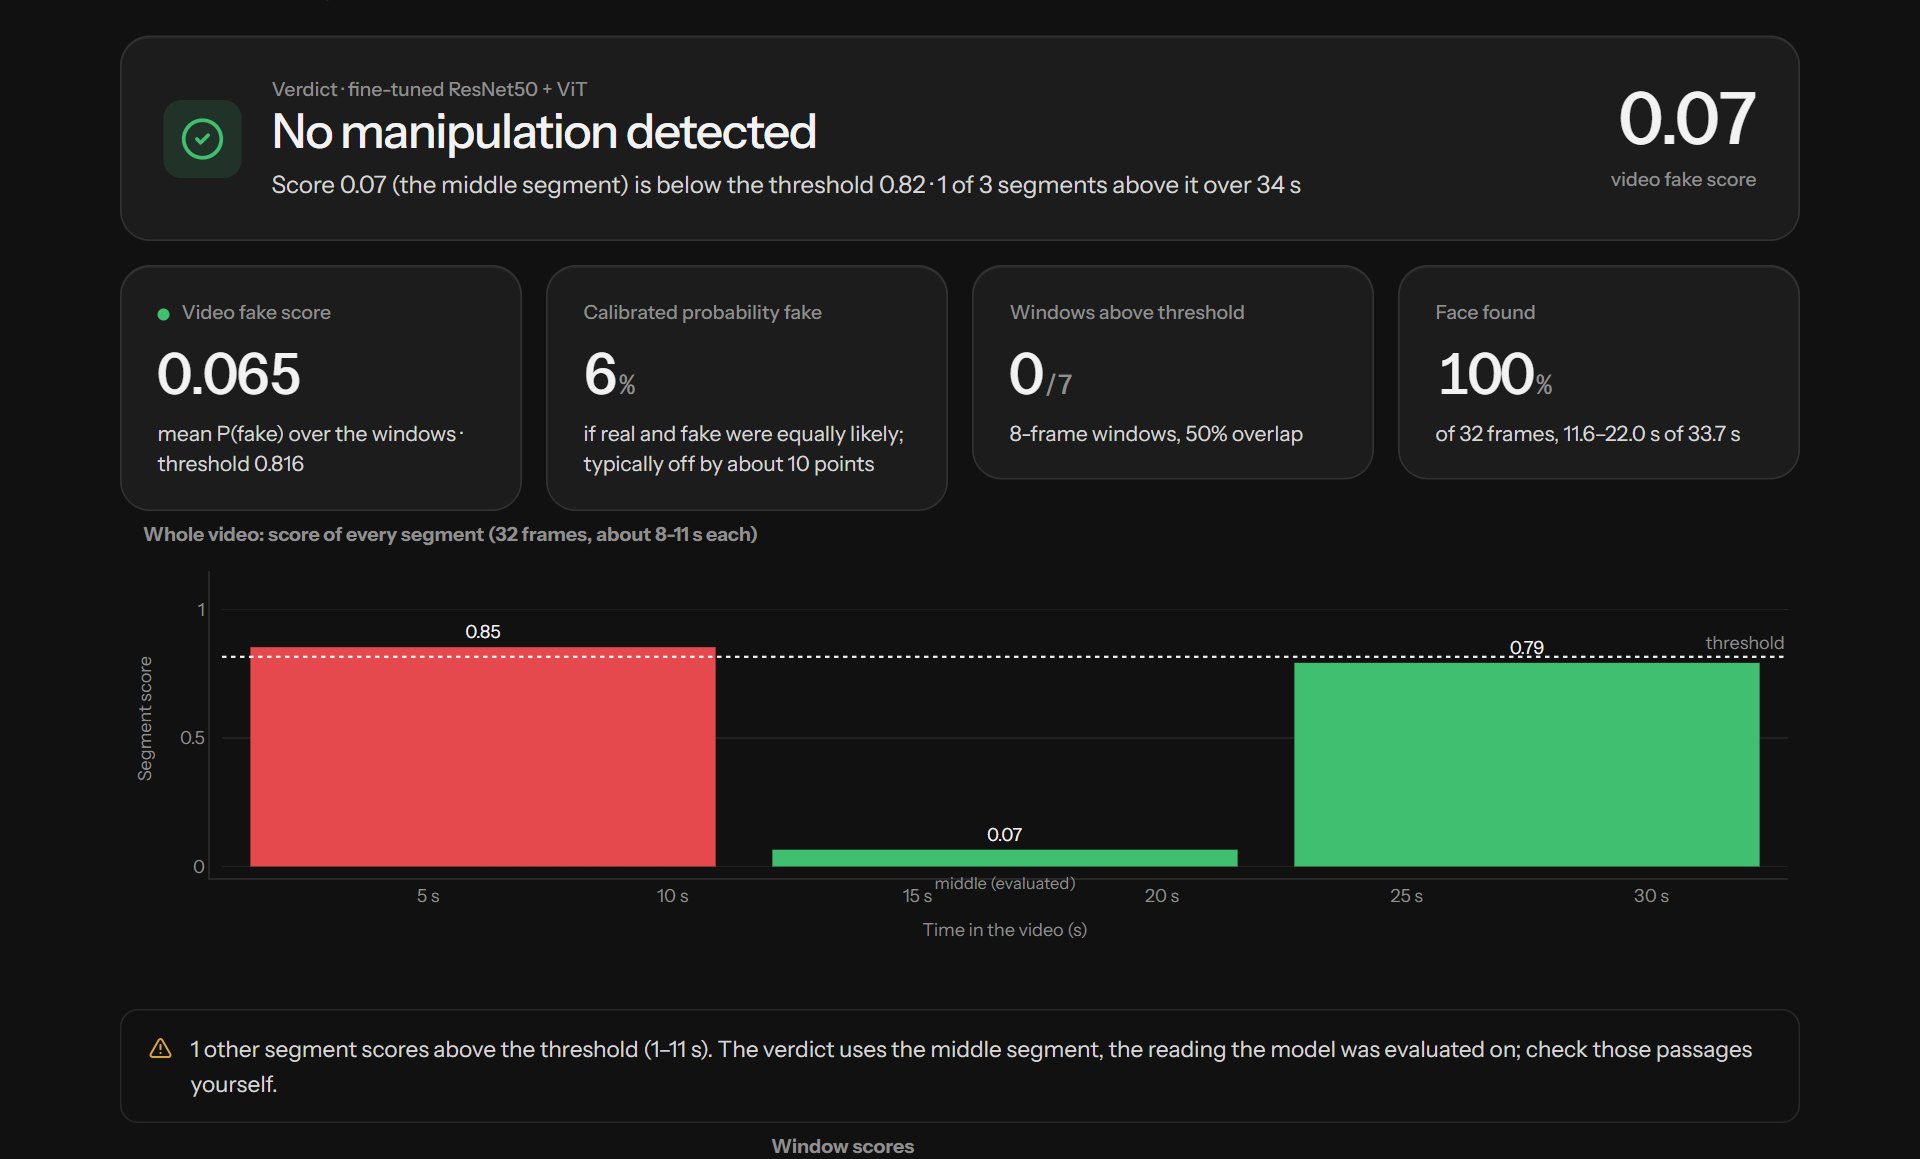 Verdict · fine-tuned ResNet50 + ViT
No manipulation detected
Score 0.07 (the middle segment) is below the threshold 0.82 · 1 of 3 segments above it over 34 s
0.07
video fake score
Video fake score
0.065
mean P(fake) over the windows ·
threshold 0.816
Calibrated probability fake
6%
if real and fake were equally likely;
typically off by about 10 points
Windows above threshold
0/7
8-frame windows, 50% overlap
Face found
100%
of 32 frames, 11.6–22.0 s of 33.7 s
Whole video: score of every segment (32 frames, about 8-11 s each)
Segment score
1
0.5
0
0.85
0.07
0.79
threshold
middle (evaluated)
5 s
10 s
15 s
20 s
25 s
30 s
Time in the video (s)
1 other segment scores above the threshold (1–11 s). The verdict uses the middle segment, the reading the model was evaluated on; check those passages
yourself.
Window scores